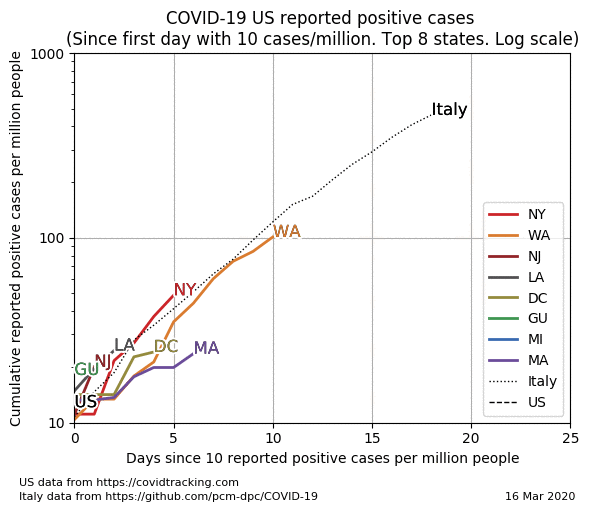 COVID-19 US reported positive cases
(Since first day with 10 cases/million. Top 8 states. Log scale)
Cumulative reported positive cases per million people
1000
100
10
Italy
WA
NY
LA
DC
MA
NJ
GU
US
NY
WA
NJ
LA
DC
GU
MI
MA
Italy
US
0
5
10
15
20
25
Days since 10 reported positive cases per million people
US data from https://covidtracking.com
Italy data from https://github.com/pcm-dpc/COVID-19
16 Mar 2020